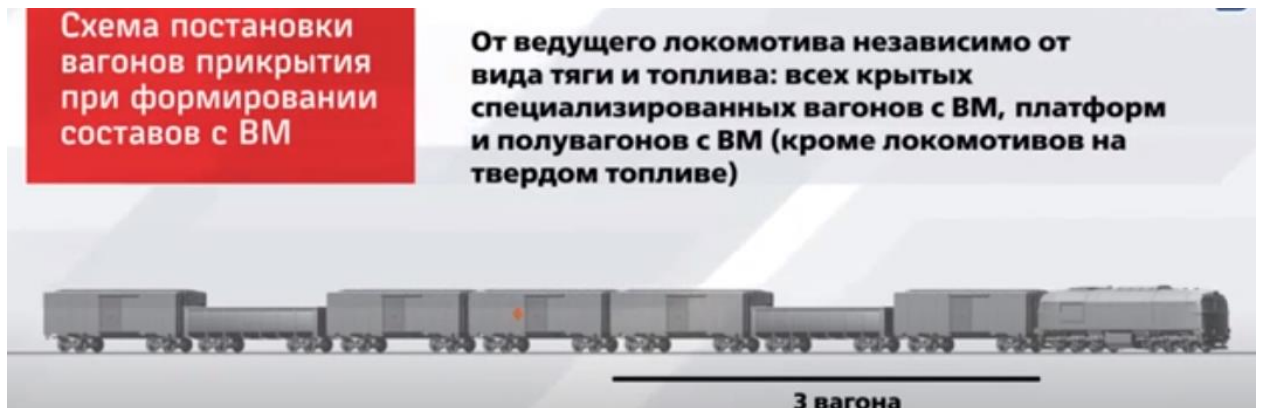 Схема постановки
вагонов прикрытия
при формировании
составов с ВМ
От ведущего локомотива независимо от
вида тяги и топлива: всех крытых
специализированных вагонов с ВМ, платформ
и полувагонов с ВМ (кроме локомотивов на
твердом топливе)
3 вагона